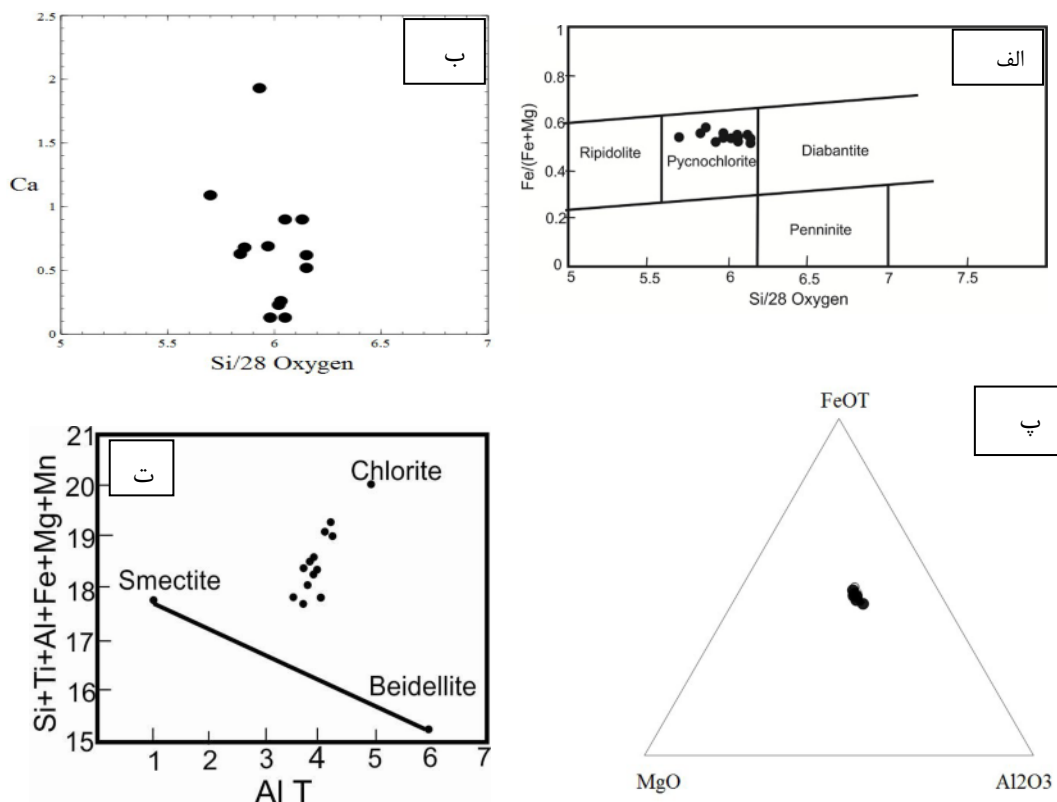 ب
2.5
2
1.5
Ca
1
0.5
0
5 5.5 6 6.5 7
Si/28 Oxygen
الف
1
0.8
0.6
0.4
0.2
0
Fe/(Fe+Mg)
Ripidolite Pycnochlorite Diabantite
Penninite
5 5.5 6 6.5 7 7.5
Si/28 Oxygen
ت
21
20
19
18
17
16
15
Si+Ti+Al+Fe+Mg+Mn
Chlorite
Smectite
Beidellite
1 2 3 4 5 6 7
Al T
پ
FeOT
MgO Al2O3